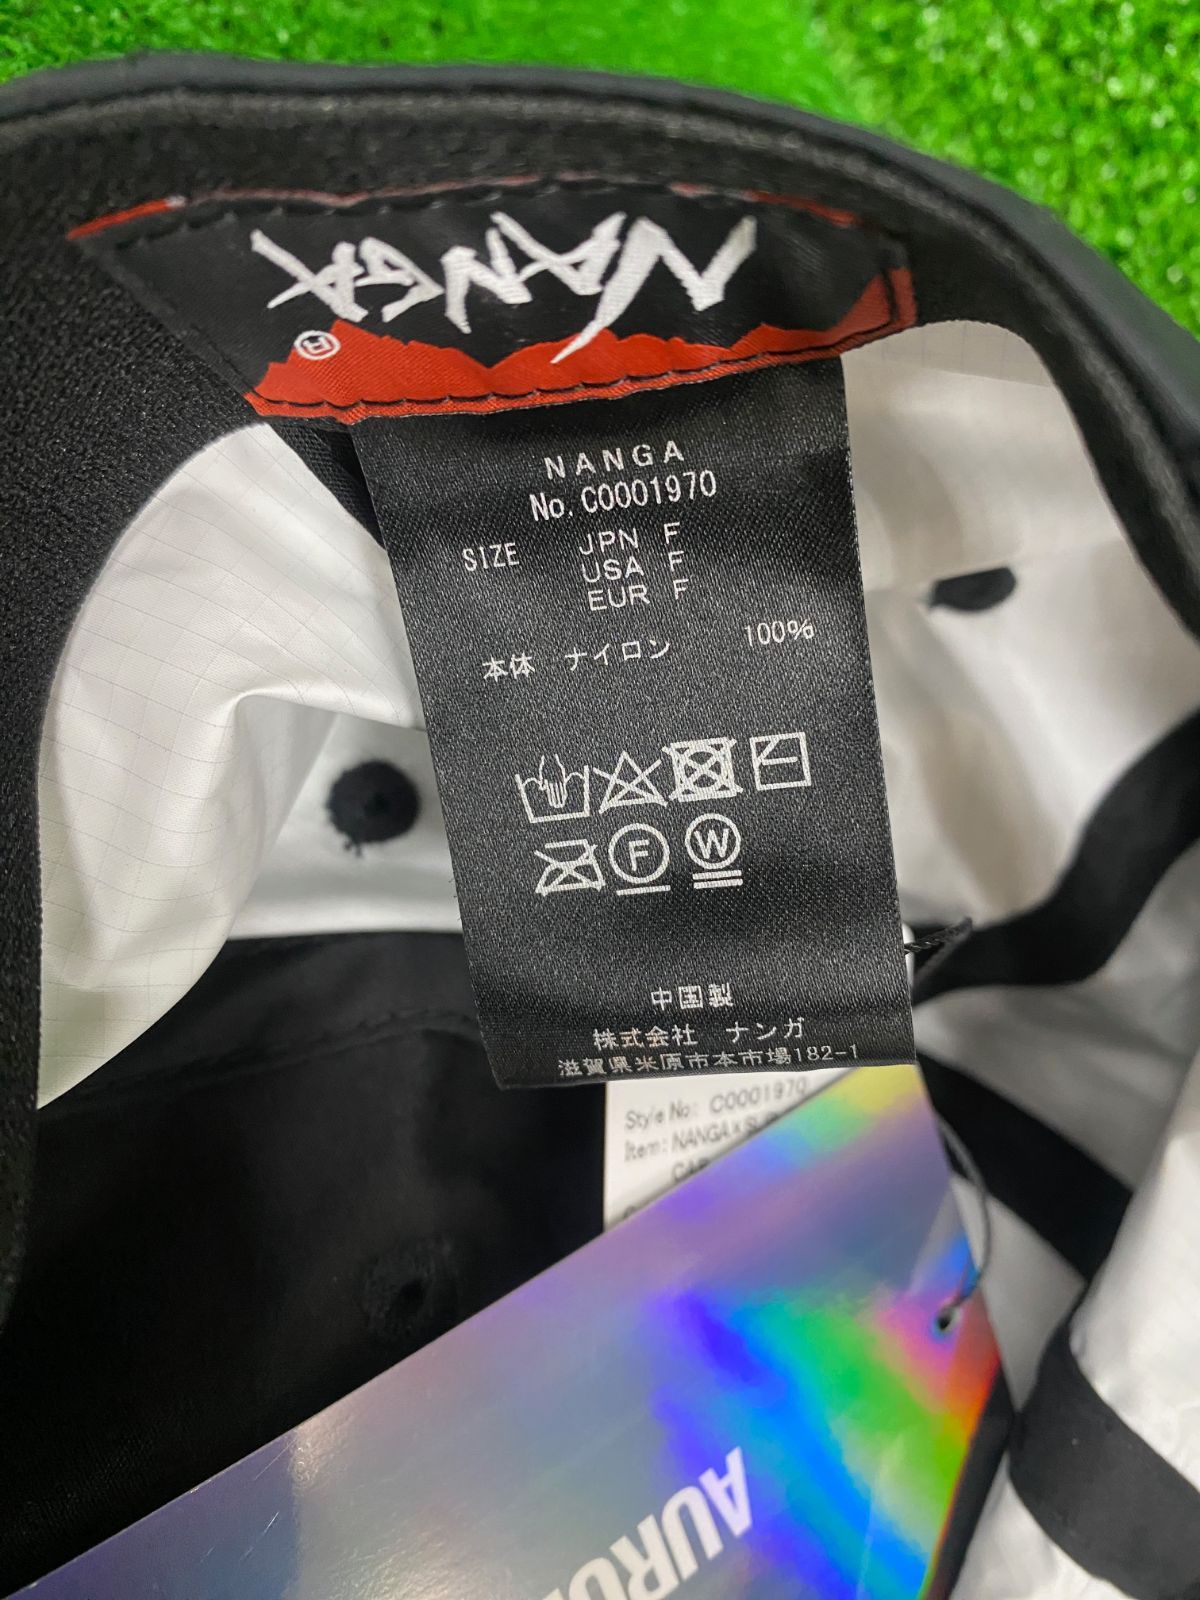 NANGA
®
NANGA
No. C0001970
SIZE JPN F
USA F
EUR F
本体 ナイロン 100%
F W
中国製
株式会社 ナンガ
滋賀県米原市本市場182-1
Style No: C0001970
Item: NANGA×